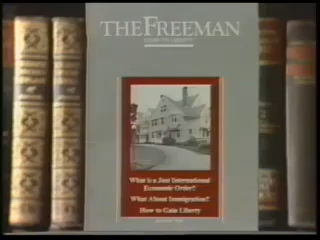 THE FREEMAN
What is a Just International
Economic Order?
What About Immigration?
How to Gain Liberty